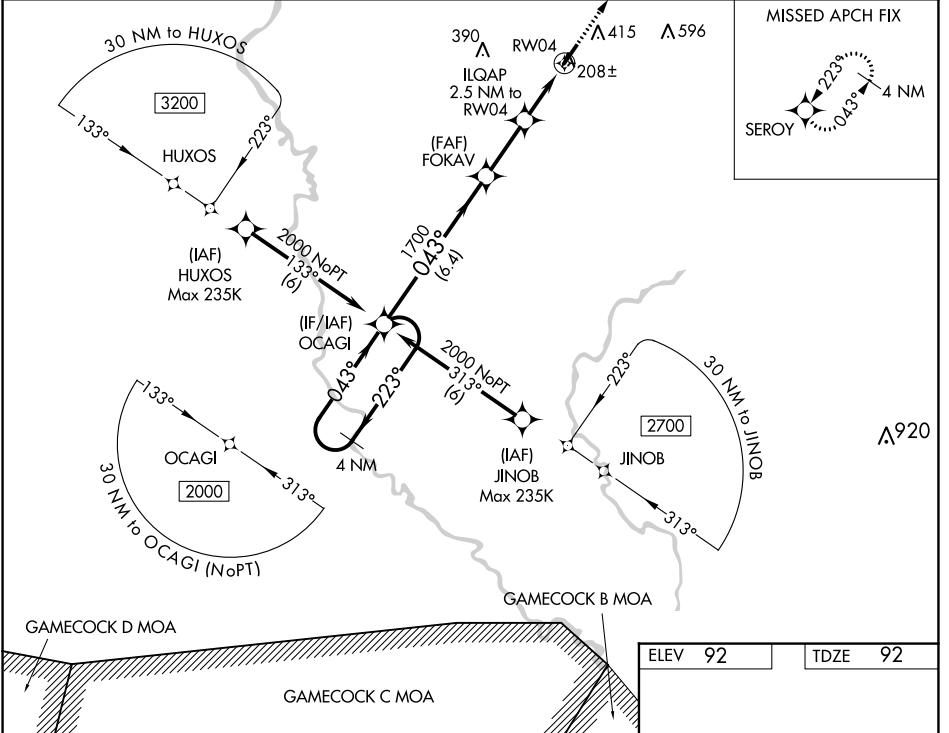 MISSED APCH FIX
223°
4 NM
043°
SEROY
30 NM to HUXOS
3200
133°
223°
HUXOS
390
RW04
415
596
208±
ILQAP
2.5 NM to
RW04
(FAF)
FOKAV
(IAF)
HUXOS
Max 235K
2000 NoPT
133°
(6)
1700
043°
(6.4)
(IF/IAF)
OCAGI
043°
223°
4 NM
2000 NoPT
313°
(6)
(IAF)
JINOB
Max 235K
223°
30 NM to JINOB
2700
JINOB
313°
920
133°
OCAGI
2000
313°
30 NM to OCAGI (NoPT)
GAMECOCK D MOA
GAMECOCK B MOA
GAMECOCK C MOA
ELEV 92
TDZE 92